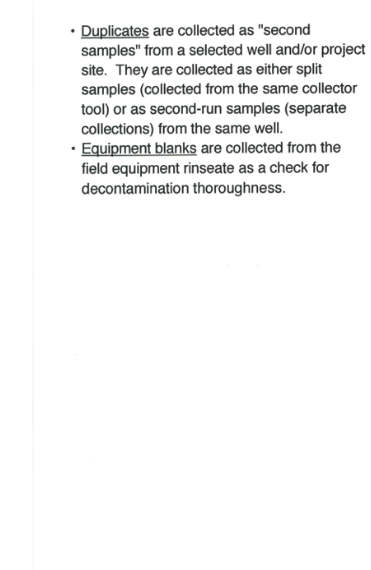 • Duplicates are collected as "second
samples" from a selected well and/or project
site. They are collected as either split
samples (collected from the same collector
tool) or as second-run samples (separate
collections) from the same well.
• Equipment blanks are collected from the
field equipment rinseate as a check for
decontamination thoroughness.